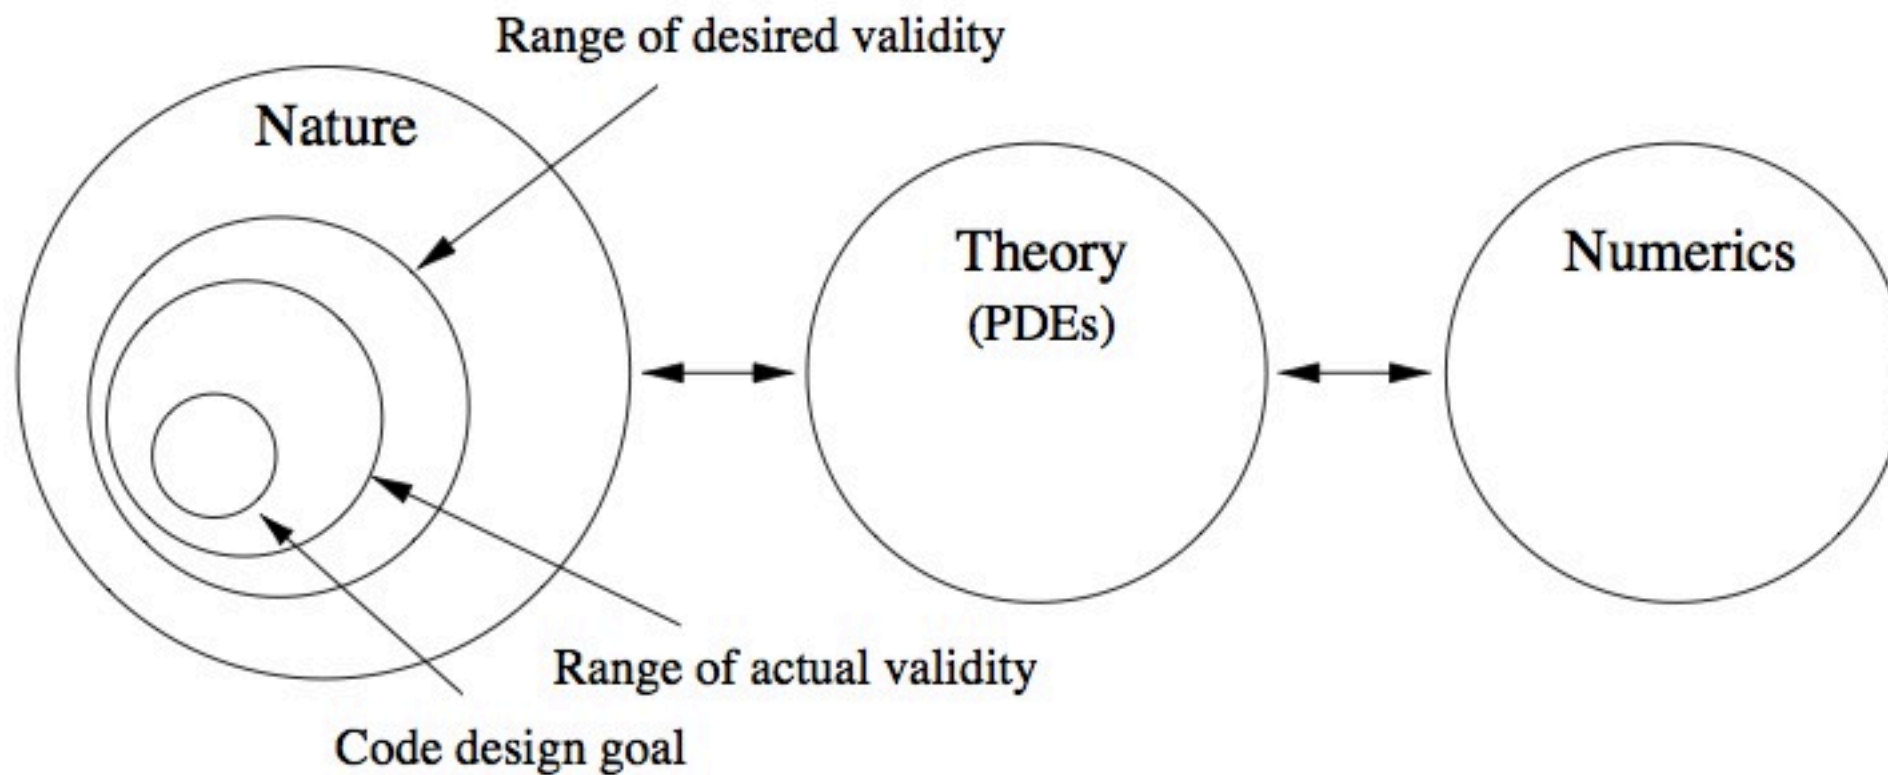 Range of desired validity
Nature
Theory
(PDEs)
Numerics
Range of actual validity
Code design goal